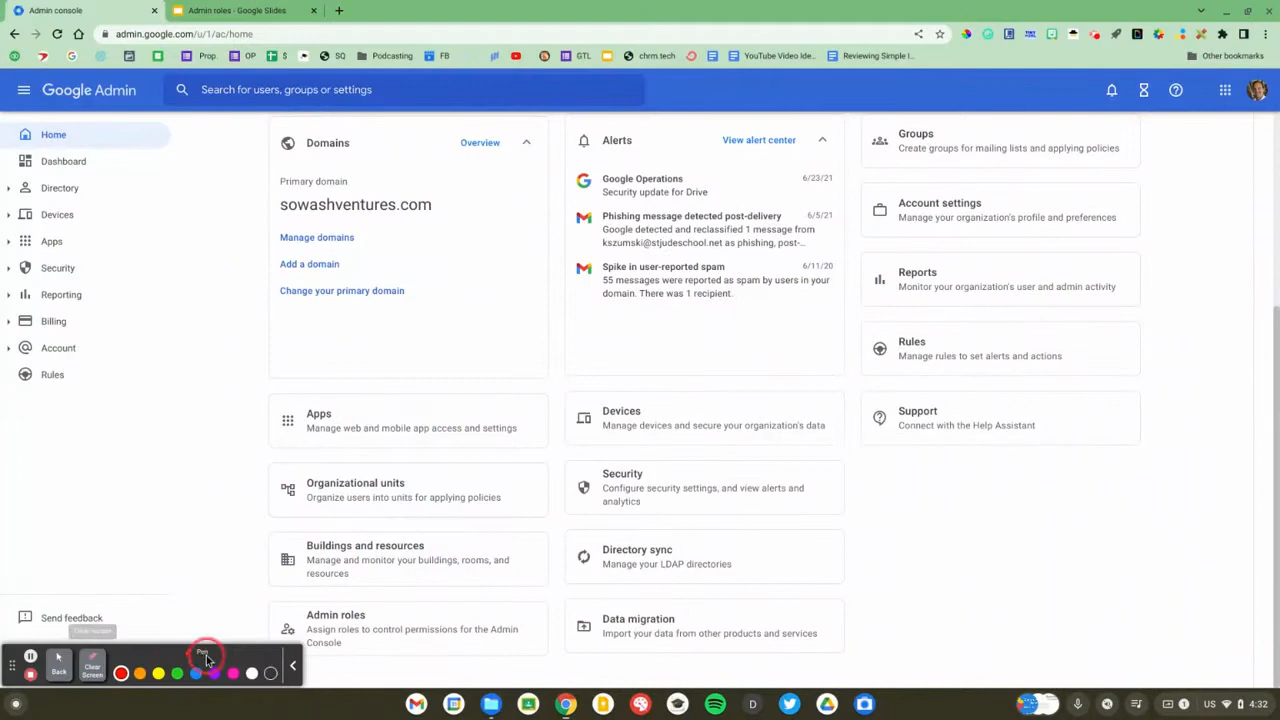 Admin console
Admin roles - Google Slides
admin.google.com/u/1/ac/home
Prop.
OP
$
SQ
Podcasting
FB
GTL
chrm.tech
YouTube Video Ide...
Reviewing Simple I...
Other bookmarks
Google Admin
Search for users, groups or settings
Home
Dashboard
Directory
Devices
Apps
Security
Reporting
Billing
Account
Rules
Send feedback
Domains
Overview
Primary domain
sowashventures.com
Manage domains
Add a domain
Change your primary domain
Apps
Manage web and mobile app access and settings
Organizational units
Organize users into units for applying policies
Buildings and resources
Manage and monitor your buildings, rooms, and
resources
Admin roles
Assign roles to control permissions for the Admin
Console
Alerts
View alert center
Google Operations
6/23/21
Security update for Drive
Phishing message detected post-delivery
6/5/21
Google detected and reclassified 1 message from
kszumski@stjudeschool.net as phishing, post-...
Spike in user-reported spam
6/11/20
55 messages were reported as spam by users in your
domain. There was 1 recipient.
Devices
Manage devices and secure your organization's data
Security
Configure security settings, and view alerts and
analytics
Directory sync
Manage your LDAP directories
Data migration
Import your data from other products and services
Groups
Create groups for mailing lists and applying policies
Account settings
Manage your organization's profile and preferences
Reports
Monitor your organization's user and admin activity
Rules
Manage rules to set alerts and actions
Support
Connect with the Help Assistant
Back
Clear
Screen
Pen
D
US
4:32